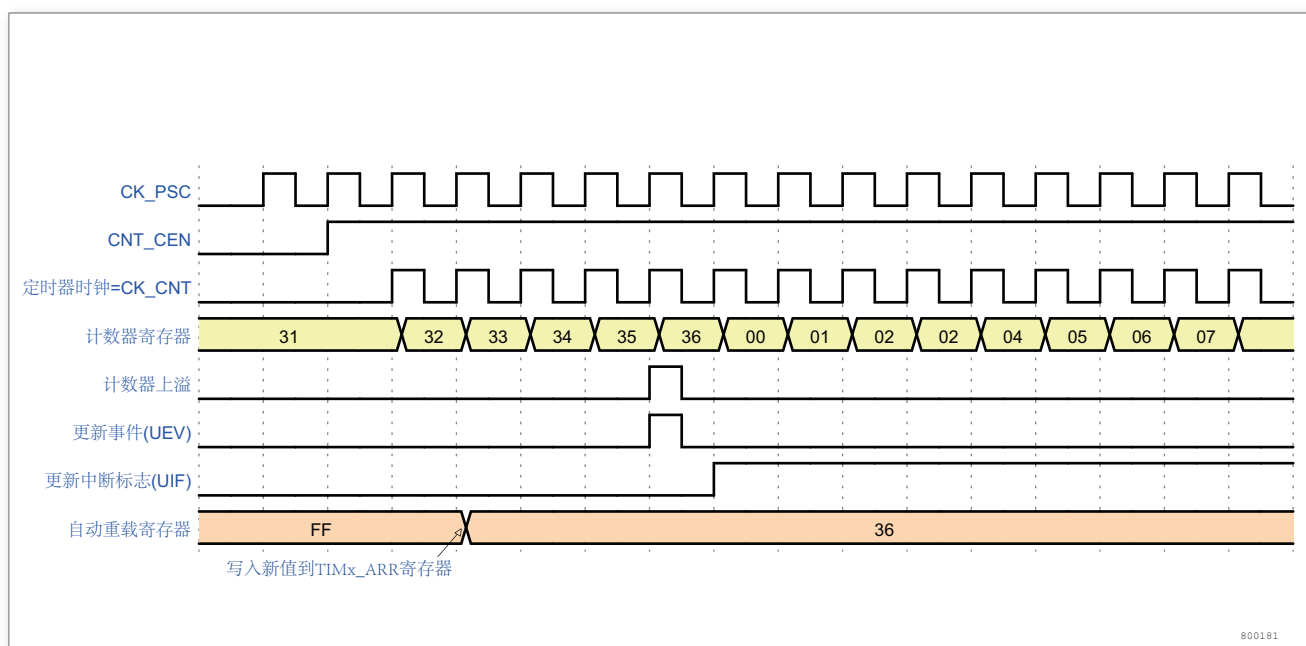 CK_PSC
CNT_CEN
定时器时钟=CK_CNT
计数器寄存器 31 32 33 34 35 36 00 01 02 02 04 05 06 07
计数器上溢
更新事件(UEV)
更新中断标志(UIF)
自动重载寄存器 FF 36
写入新值到TIMx_ARR寄存器
800181